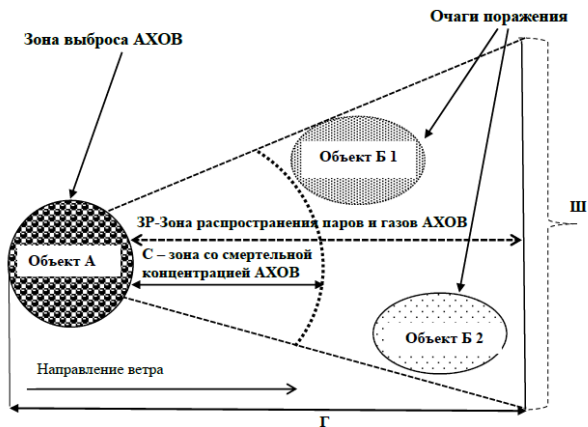 Очаги поражения
Зона выброса АХОВ
Объект Б 1
Ш
ЗР-Зона распространения паров и газов АХОВ
Объект А
С – зона со смертельной
концентрацией АХОВ
Объект Б 2
Направление ветра
Г